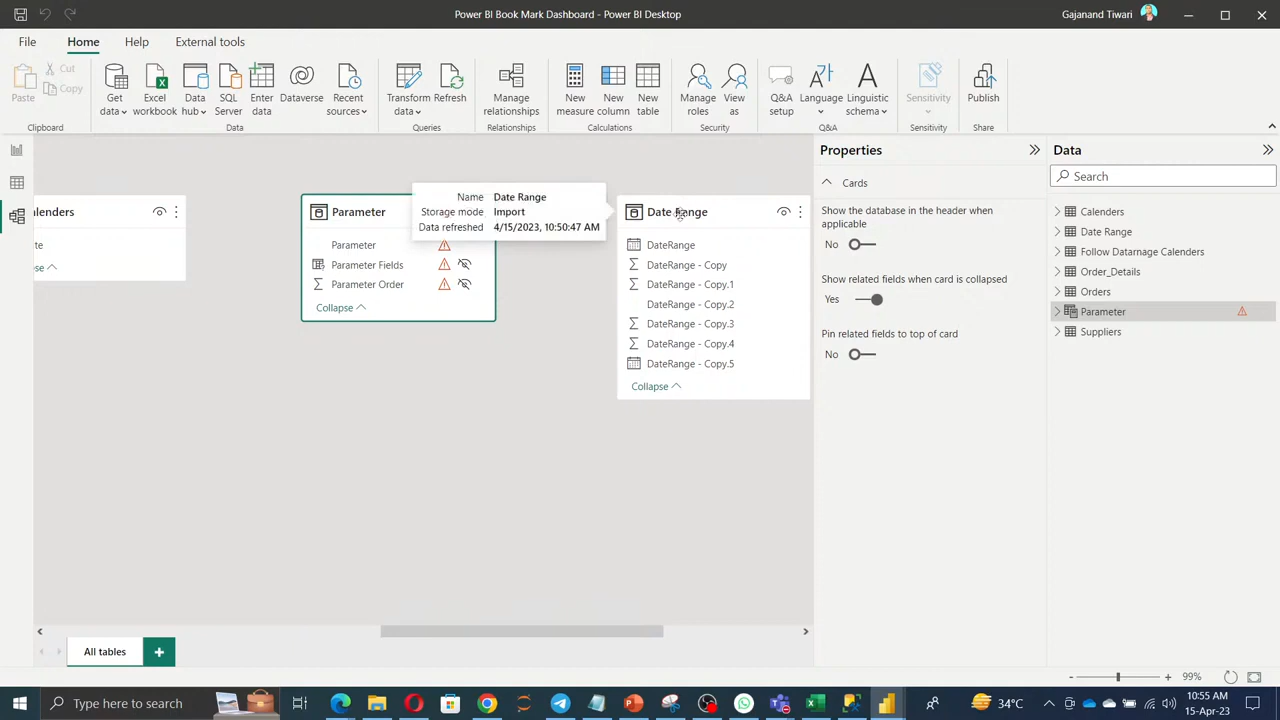 Power BI Book Mark Dashboard - Power BI Desktop
Gajanand Tiwari
File
Home
Help
External tools
Paste
Cut
Copy
Clipboard
Get data
Excel workbook
Data hub
SQL Server
Enter data
Dataverse
Recent sources
Data
Transform data
Refresh
Queries
Manage relationships
Relationships
New measure
New column
New table
Calculations
Manage roles
View as
Security
Q&A setup
Language
Linguistic schema
Q&A
Sensitivity
Sensitivity
Publish
Share
alenders
te
se
Parameter
Parameter
Parameter Fields
Parameter Order
Collapse
Name Date Range
Storage mode Import
Data refreshed 4/15/2023, 10:50:47 AM
Date Range
DateRange
DateRange - Copy
DateRange - Copy.1
DateRange - Copy.2
DateRange - Copy.3
DateRange - Copy.4
DateRange - Copy.5
Collapse
Properties
Cards
Show the database in the header when applicable
No
Show related fields when card is collapsed
Yes
Pin related fields to top of card
No
Data
Search
Calenders
Date Range
Follow Datarnage Calenders
Order_Details
Orders
Parameter
Suppliers
All tables
99%
Type here to search
34°C
10:55 AM
15-Apr-23